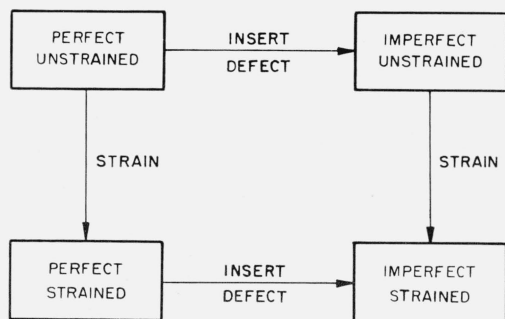 PERFECT
UNSTRAINED
INSERT
DEFECT
IMPERFECT
UNSTRAINED
STRAIN
STRAIN
PERFECT
STRAINED
INSERT
DEFECT
IMPERFECT
STRAINED